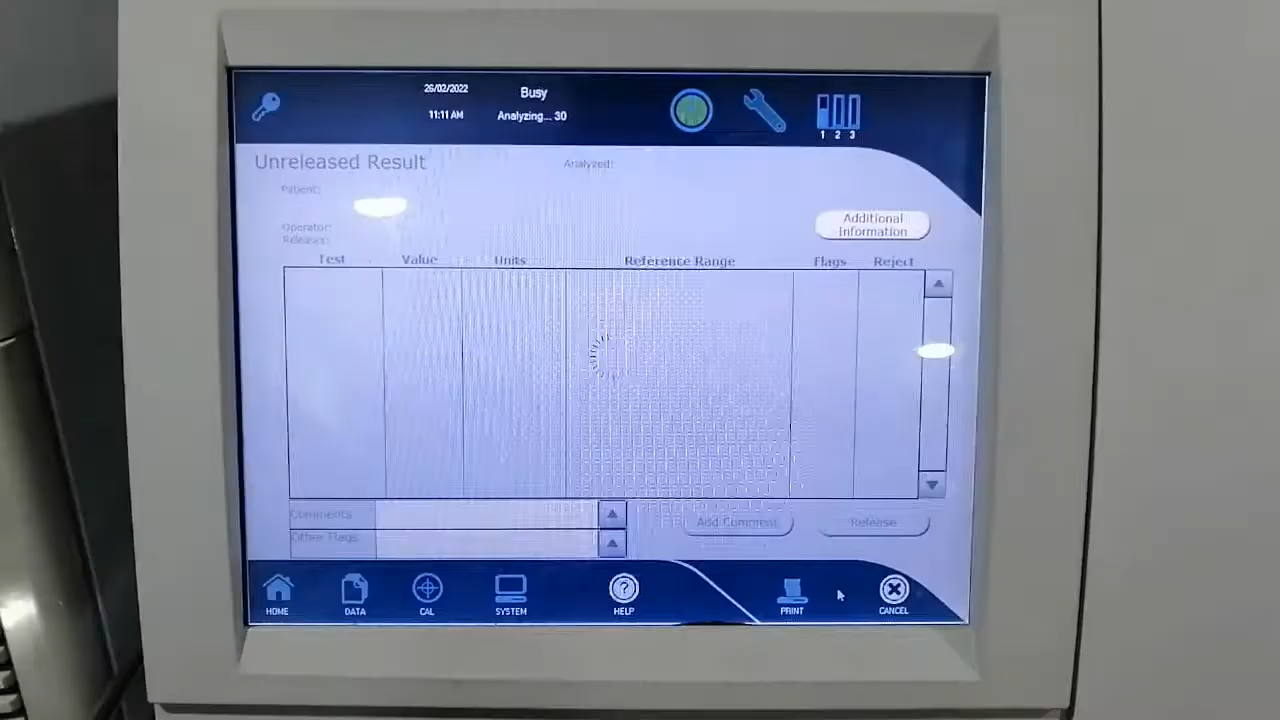 26/02/2022
Busy
11:11 AM
Analyzing... 30
1 2 3
Unreleased Result
Analyzed:
Patient:
Additional
Information
Operator:
Release:
Test Value Units Reference Range Flags Reject
Comments
Add Comment
Release
Other Flags
HOME DATA CAL SYSTEM HELP PRINT CANCEL